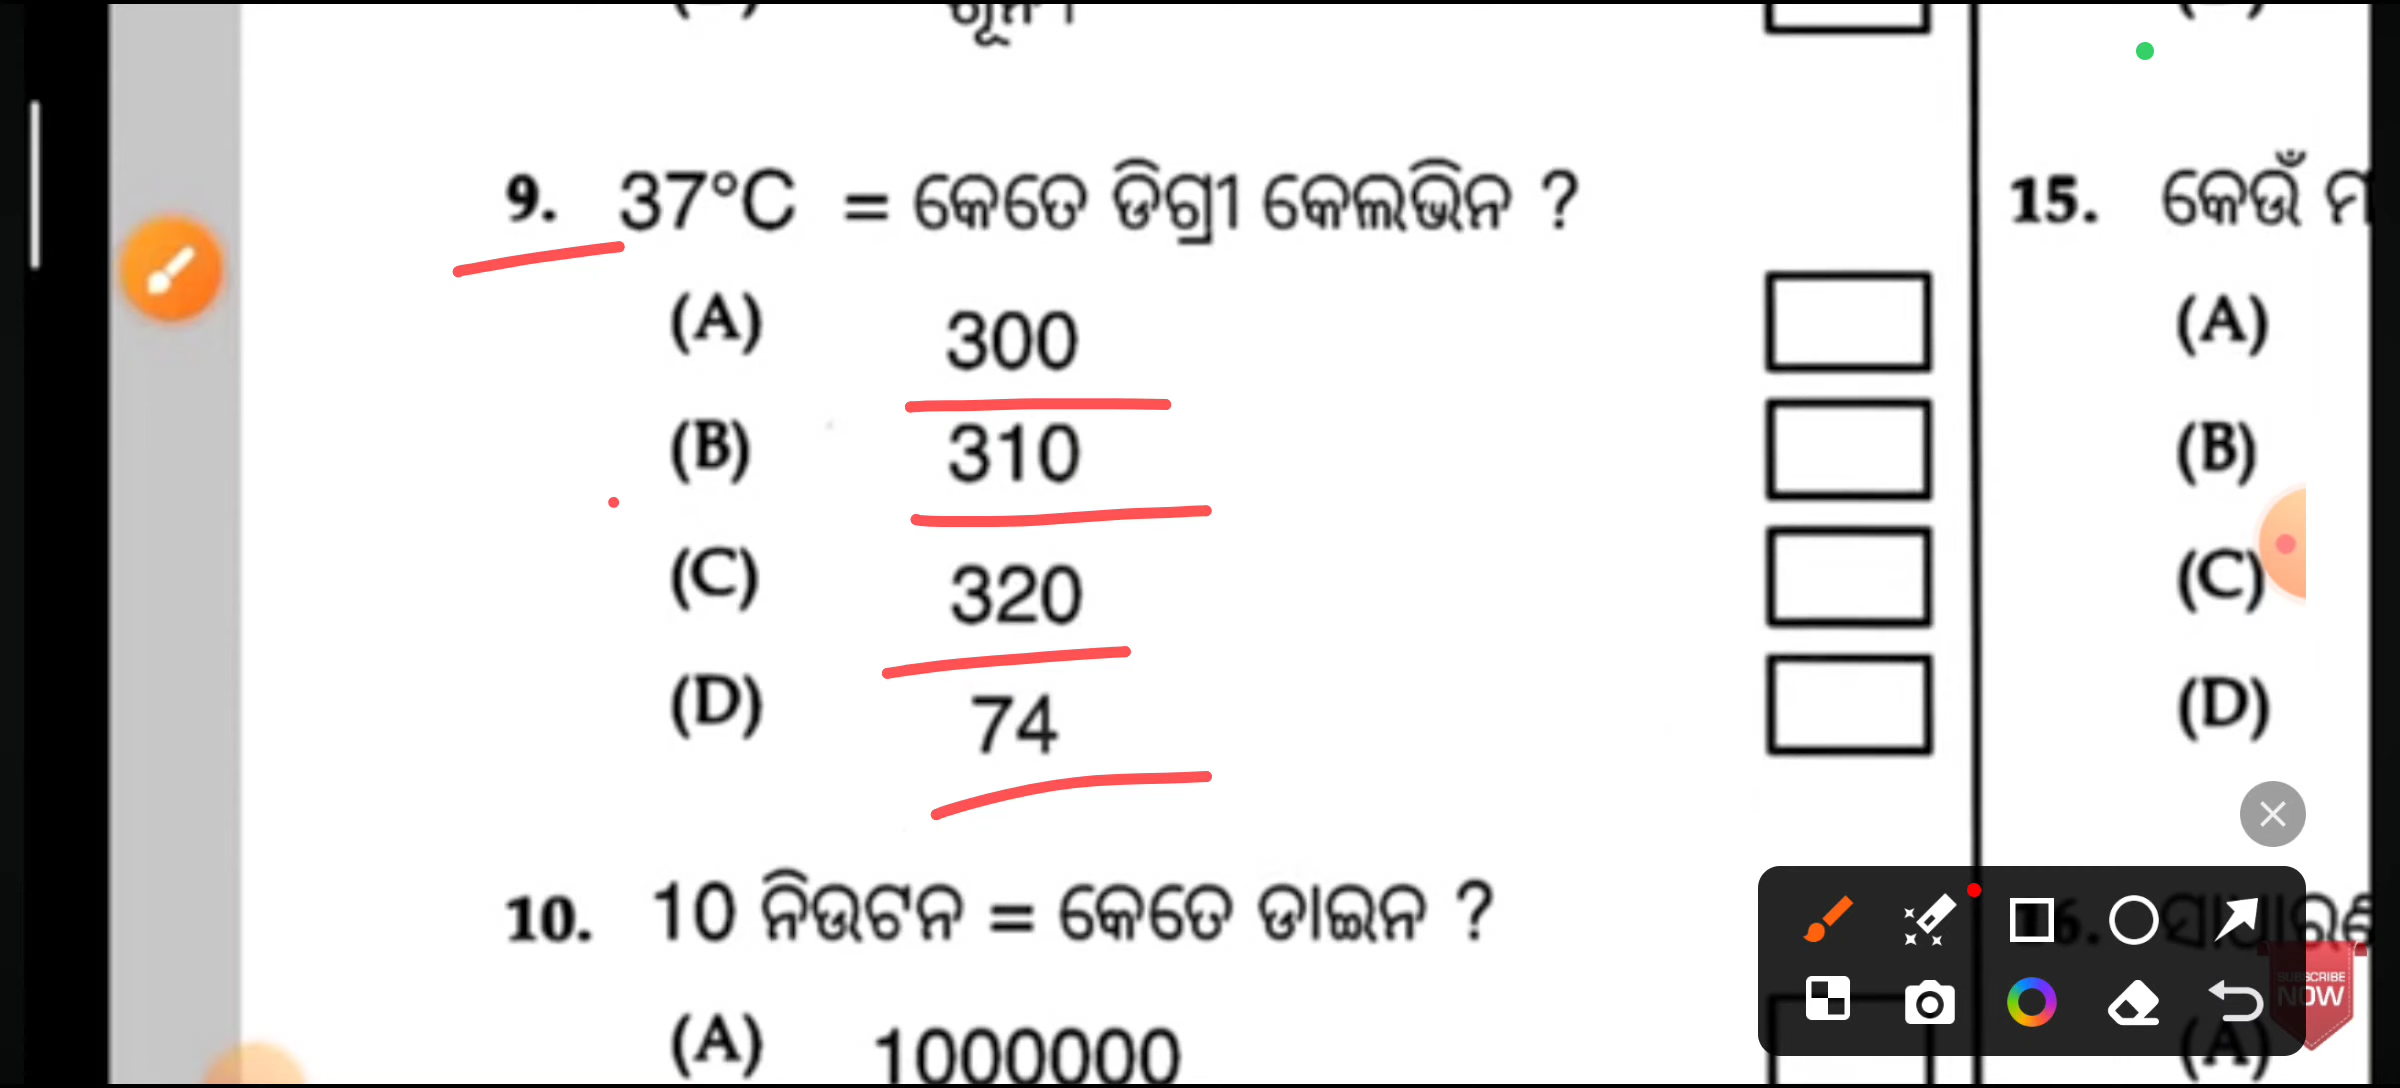 9. 37°C = କେତେ ଡିଗ୍ରୀ କେଲଭିନ ?
(A) 300
(B) 310
(C) 320
(D) 74
10. 10 ନିଉଟନ = କେତେ ଡାଇନ ?
(A) 1000000
15. କେଉଁ
(A)
(B)
(C)
(D)
(A)
SUBSCRIBE
NOW